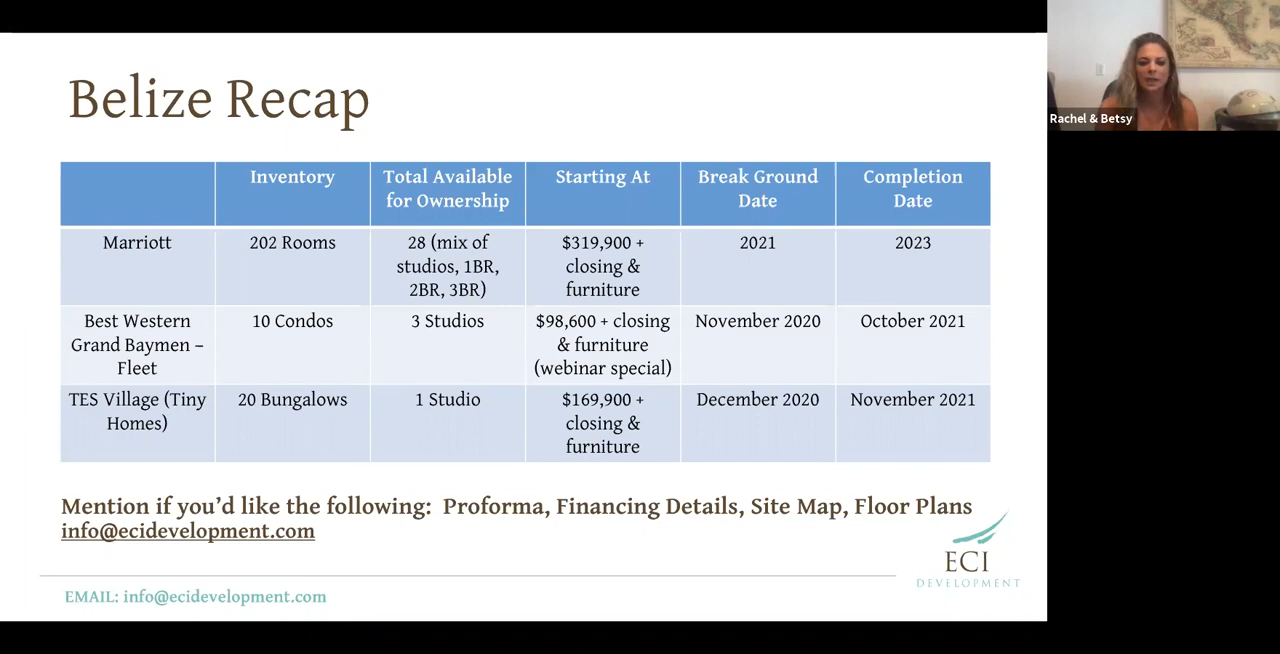 Belize Recap
Inventory
Total Available
for Ownership
Starting At
Break Ground
Date
Completion
Date
Marriott
202 Rooms
28 (mix of
studios, 1BR,
2BR, 3BR)
$319,900 +
closing &
furniture
2021
2023
Best Western
Grand Baymen –
Fleet
10 Condos
3 Studios
$98,600 + closing
& furniture
(webinar special)
November 2020
October 2021
TES Village (Tiny
Homes)
20 Bungalows
1 Studio
$169,900 +
closing &
furniture
December 2020
November 2021
Mention if you’d like the following:  Proforma, Financing Details, Site Map, Floor Plans
info@ecidevelopment.com
ECI
DEVELOPMENT
EMAIL: info@ecidevelopment.com
Rachel & Betsy